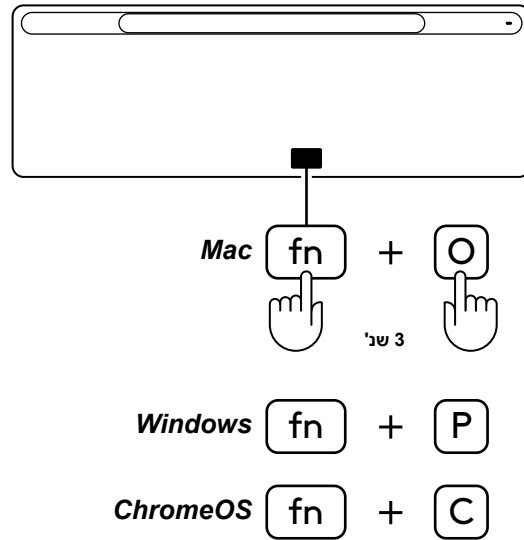 Mac fn + O
3 שנ'
Windows fn + P
ChromeOS fn + C